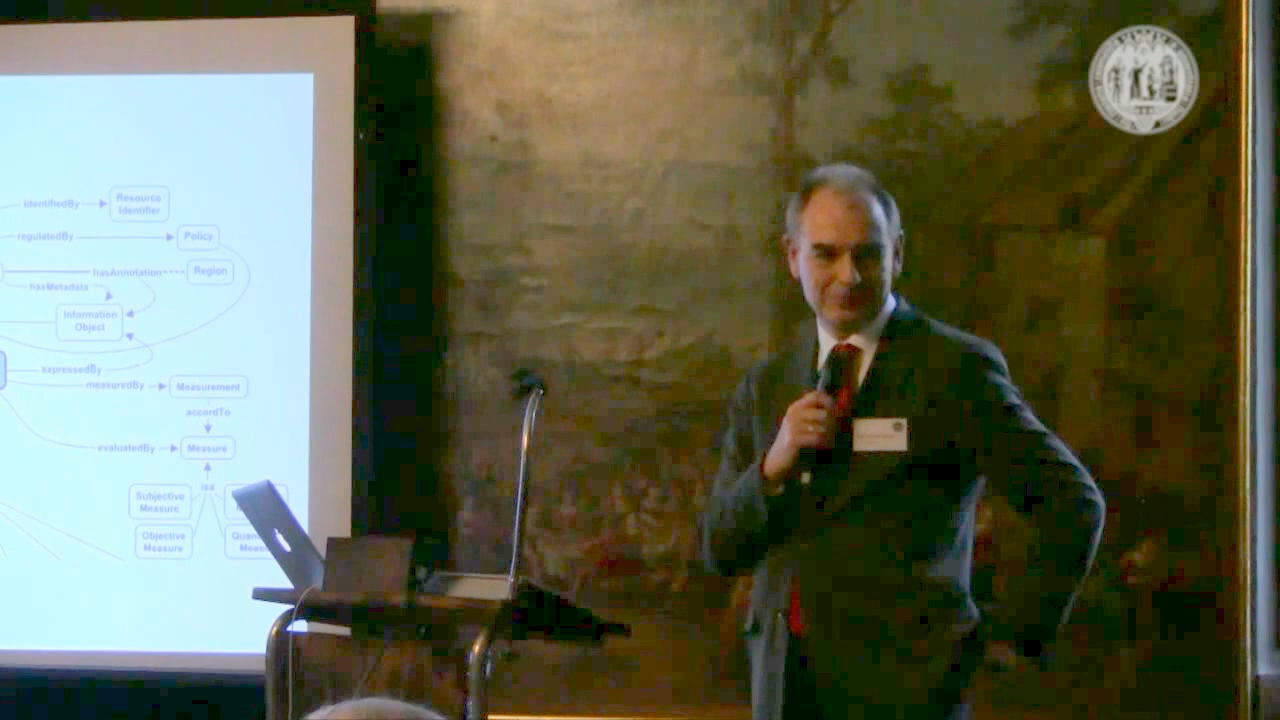 identifiedBy
Resource
Identifier
regulatedBy
Policy
hasAnnotation
Region
hasMetadata
Information
Object
expressedBy
measuredBy
Measurement
accordTo
evaluatedBy
Measure
isa
Subjective
Measure
Objective
Measure